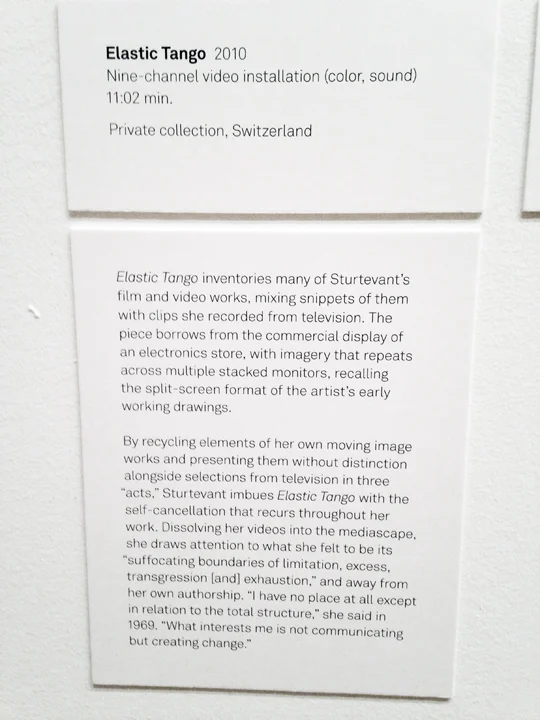 Elastic Tango 2010
Nine-channel video installation (color, sound)
11:02 min.
Private collection, Switzerland
Elastic Tango inventories many of Sturtevant's
film and video works, mixing snippets of them
with clips she recorded from television. The
piece borrows from the commercial display of
an electronics store, with imagery that repeats
across multiple stacked monitors, recalling
the split-screen format of the artist's early
working drawings.
By recycling elements of her own moving image
works and presenting them without distinction
alongside selections from television in three
"acts," Sturtevant imbues Elastic Tango with the
self-cancellation that recurs throughout her
work. Dissolving her videos into the mediascape,
she draws attention to what she felt to be its
"suffocating boundaries of limitation, excess,
transgression [and] exhaustion," and away from
her own authorship. "I have no place at all except
in relation to the total structure," she said in
1969. "What interests me is not communicating
but creating change."